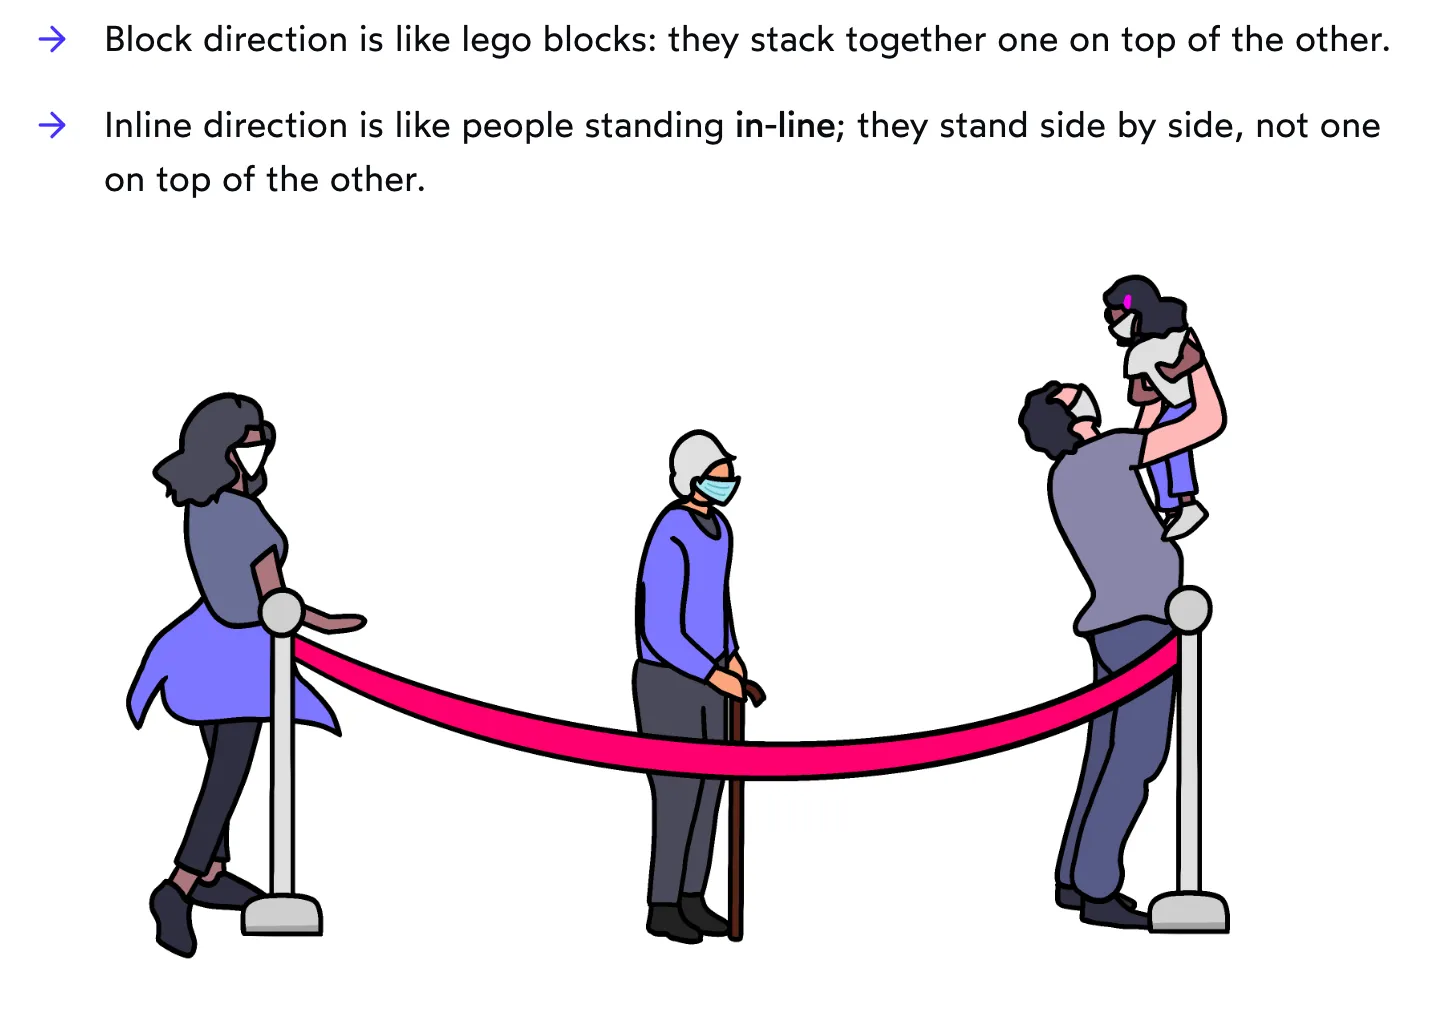 Block direction is like lego blocks: they stack together one on top of the other.
Inline direction is like people standing in-line; they stand side by side, not one
on top of the other.